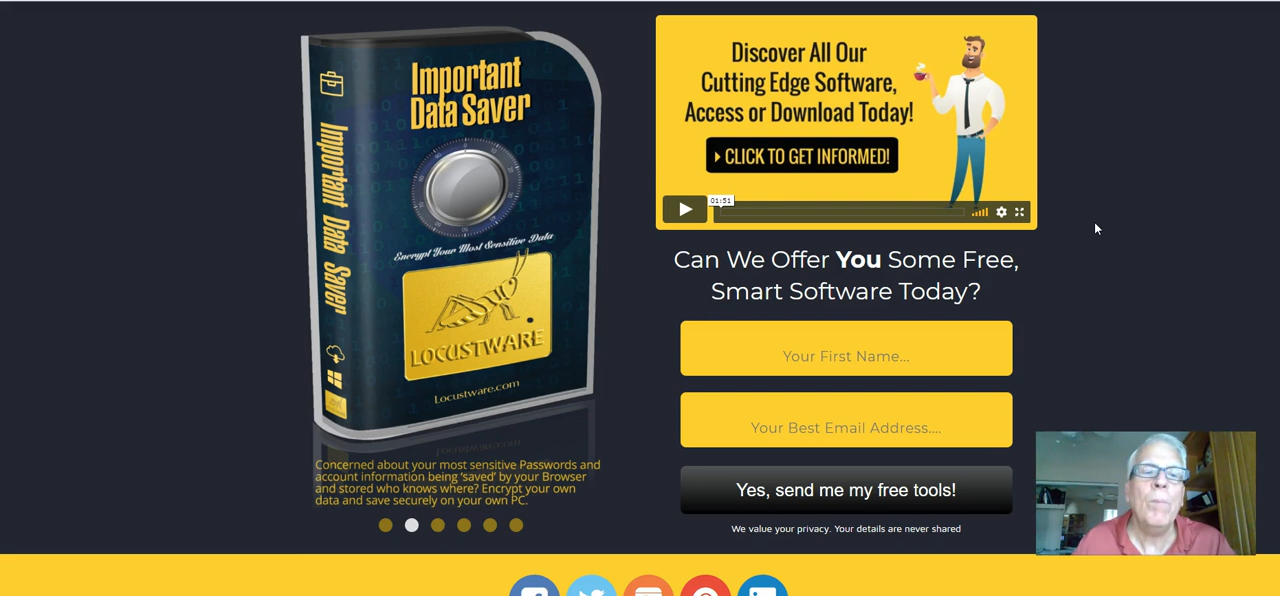 Important
Data Saver
Important Data Saver
Encrypt Your Most Sensitive Data
LOCUSTWARE
Locustware.com
Concerned about your most sensitive Passwords and
account information being 'saved' by your Browser
and stored who knows where? Encrypt your own
data and save securely on your own PC.
Discover All Our
Cutting Edge Software,
Access or Download Today!
CLICK TO GET INFORMED!
01:51
Can We Offer You Some Free,
Smart Software Today?
Your First Name...
Your Best Email Address....
Yes, send me my free tools!
We value your privacy. Your details are never shared